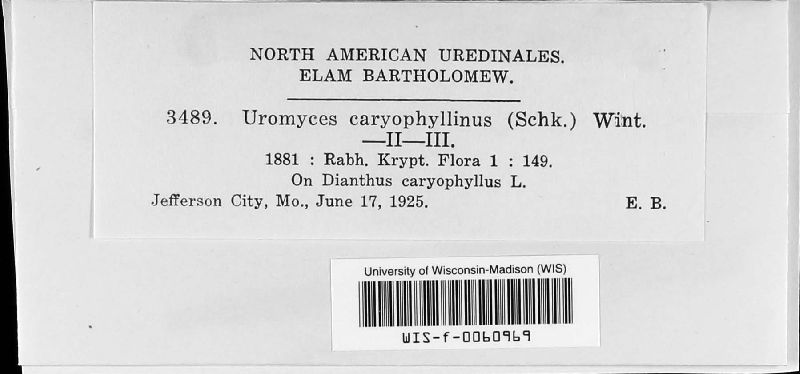 NORTH AMERICAN UREDINALES.
ELAM BARTHOLOMEW.
3489. Uromyces caryophyllinus (Schk.) Wint.
—II—III.
1881 : Rabh. Krypt. Flora 1 : 149.
On Dianthus caryophyllus L.
Jefferson City, Mo., June 17, 1925. E. B.
University of Wisconsin-Madison (WIS)
WIS-f-0060969